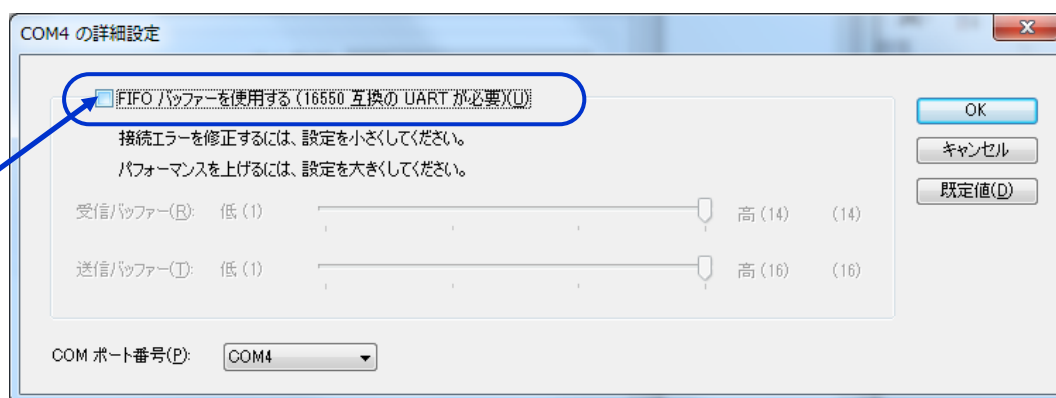 COM4 の詳細設定
FIFO バッファーを使用する (16550 互換の UART が必要)(U)
接続エラーを修正するには、設定を小さくしてください。
パフォーマンスを上げるには、設定を大きくしてください。
受信バッファー(R): 低 (1) 高 (14) (14)
送信バッファー(T): 低 (1) 高 (16) (16)
COM ポート番号(P): COM4
OK
キャンセル
既定値(D)